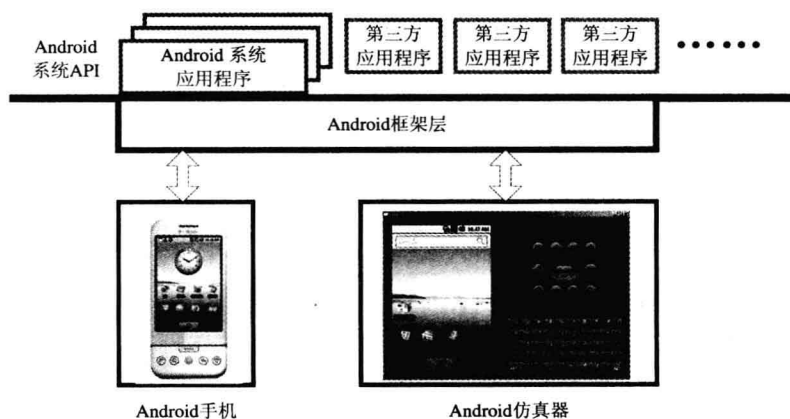 Android
系统API
Android 系统
应用程序
第三方
应用程序
第三方
应用程序
第三方
应用程序
······
Android框架层
Android手机
Android仿真器